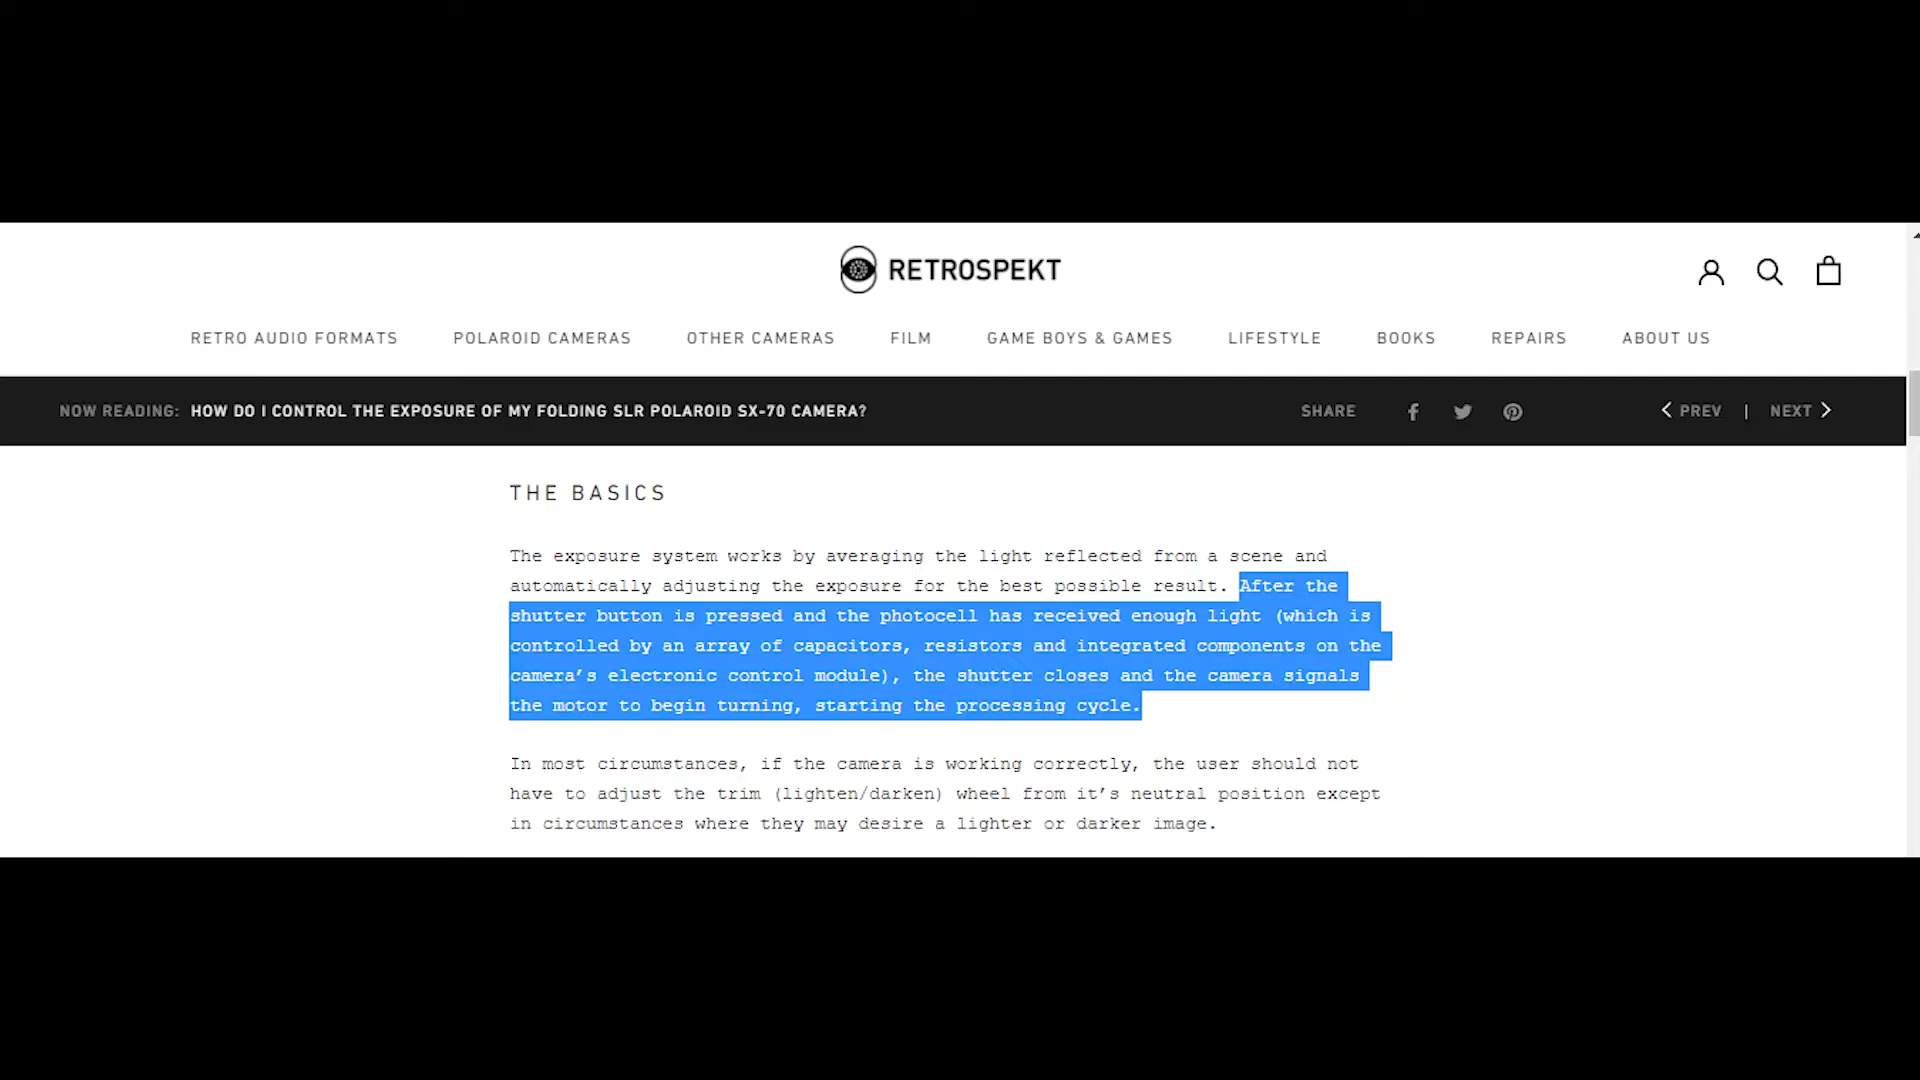 RETROSPEKT
RETRO AUDIO FORMATS POLAROID CAMERAS OTHER CAMERAS FILM GAME BOYS & GAMES LIFESTYLE BOOKS REPAIRS ABOUT US
NOW READING: HOW DO I CONTROL THE EXPOSURE OF MY FOLDING SLR POLAROID SX-70 CAMERA? SHARE PREV | NEXT
THE BASICS
The exposure system works by averaging the light reflected from a scene and
automatically adjusting the exposure for the best possible result. After the
shutter button is pressed and the photocell has received enough light (which is
controlled by an array of capacitors, resistors and integrated components on the
camera’s electronic control module), the shutter closes and the camera signals
the motor to begin turning, starting the processing cycle.
In most circumstances, if the camera is working correctly, the user should not
have to adjust the trim (lighten/darken) wheel from it’s neutral position except
in circumstances where they may desire a lighter or darker image.